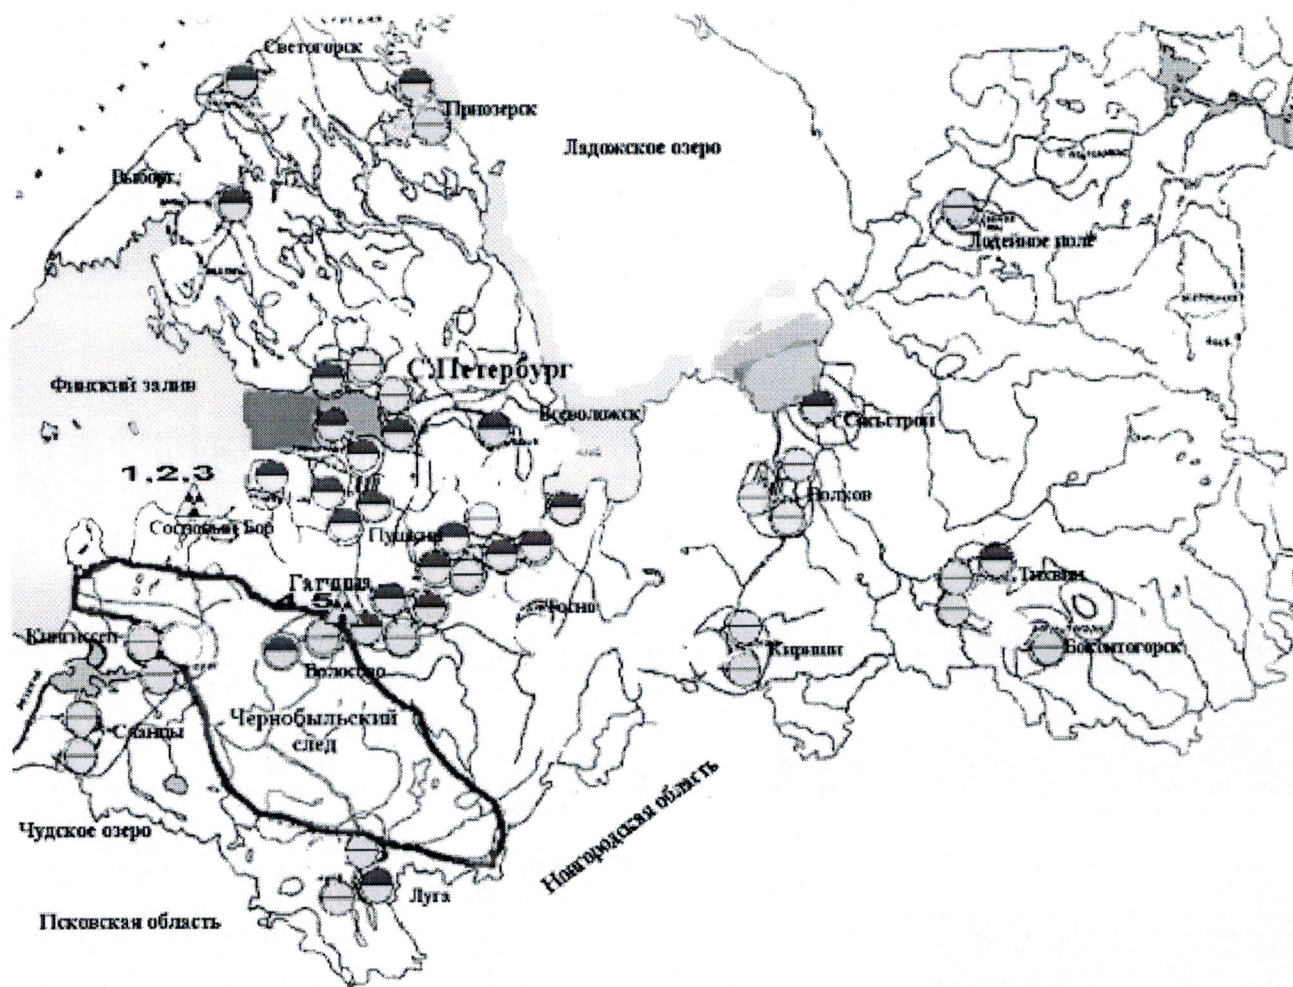 Светогорск
Приозерск
Ладожское озеро
Выборг
Лодейное поле
С.Петербург
Финский залив
Всеволожск
Сясьстрой
1.2.3
Волхов
Сосновый Бор
Пушкин
Гатчина
Тихвин
4.5
Тосно
Кингисепп
Волосово
Кириши
Бокситогорск
Чернобыльский
след
Сланцы
Чудское озеро
Новгородская область
Луга
Псковская область